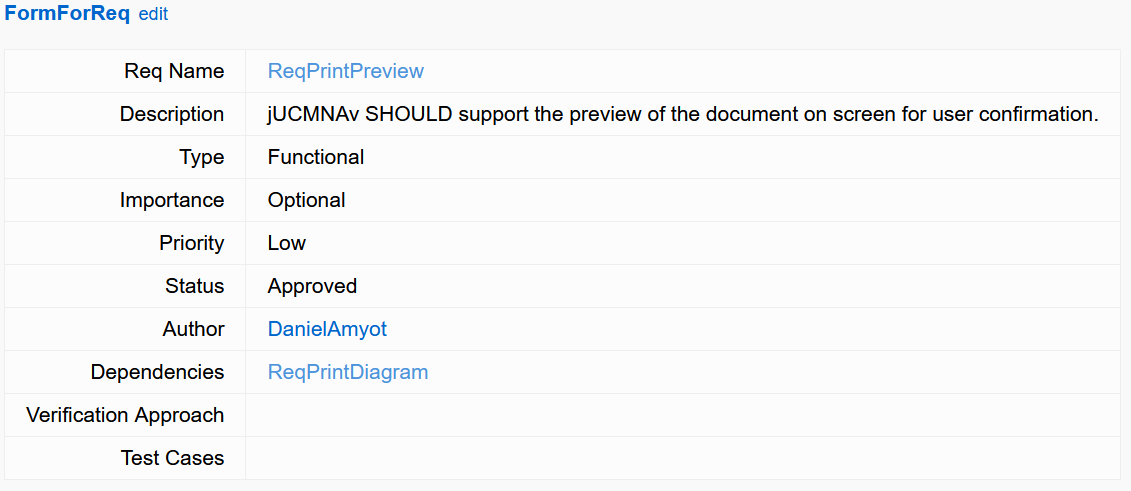 FormForReq edit
Req Name ReqPrintPreview
Description jUCMNAv SHOULD support the preview of the document on screen for user confirmation.
Type Functional
Importance Optional
Priority Low
Status Approved
Author DanielAmyot
Dependencies ReqPrintDiagram
Verification Approach
Test Cases